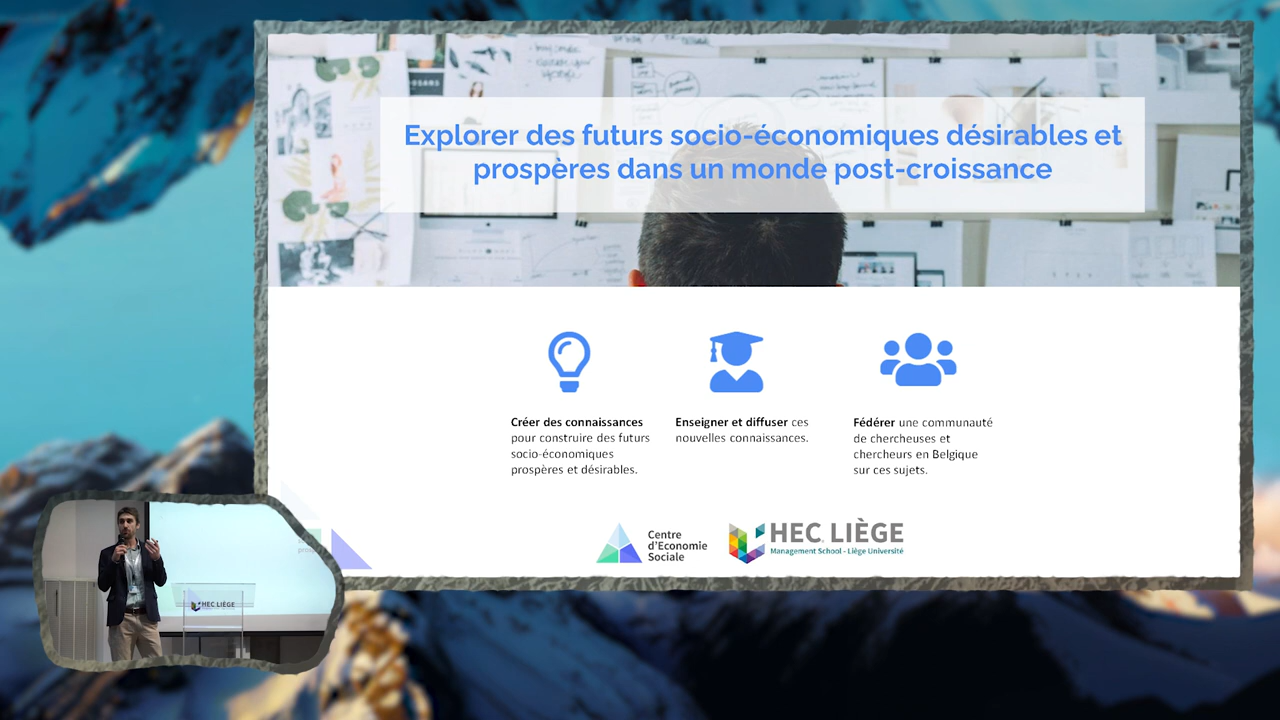 Explorer des futurs socio-économiques désirables et
prospères dans un monde post-croissance
Créer des connaissances
pour construire des futurs
socio-économiques
prospères et désirables.
Enseigner et diffuser ces
nouvelles connaissances.
Fédérer une communauté
de chercheuses et
chercheurs en Belgique
sur ces sujets.
Centre
d'Economie
Sociale
HEC LIÈGE
Management School - Liège Université
HEC LIÈGE